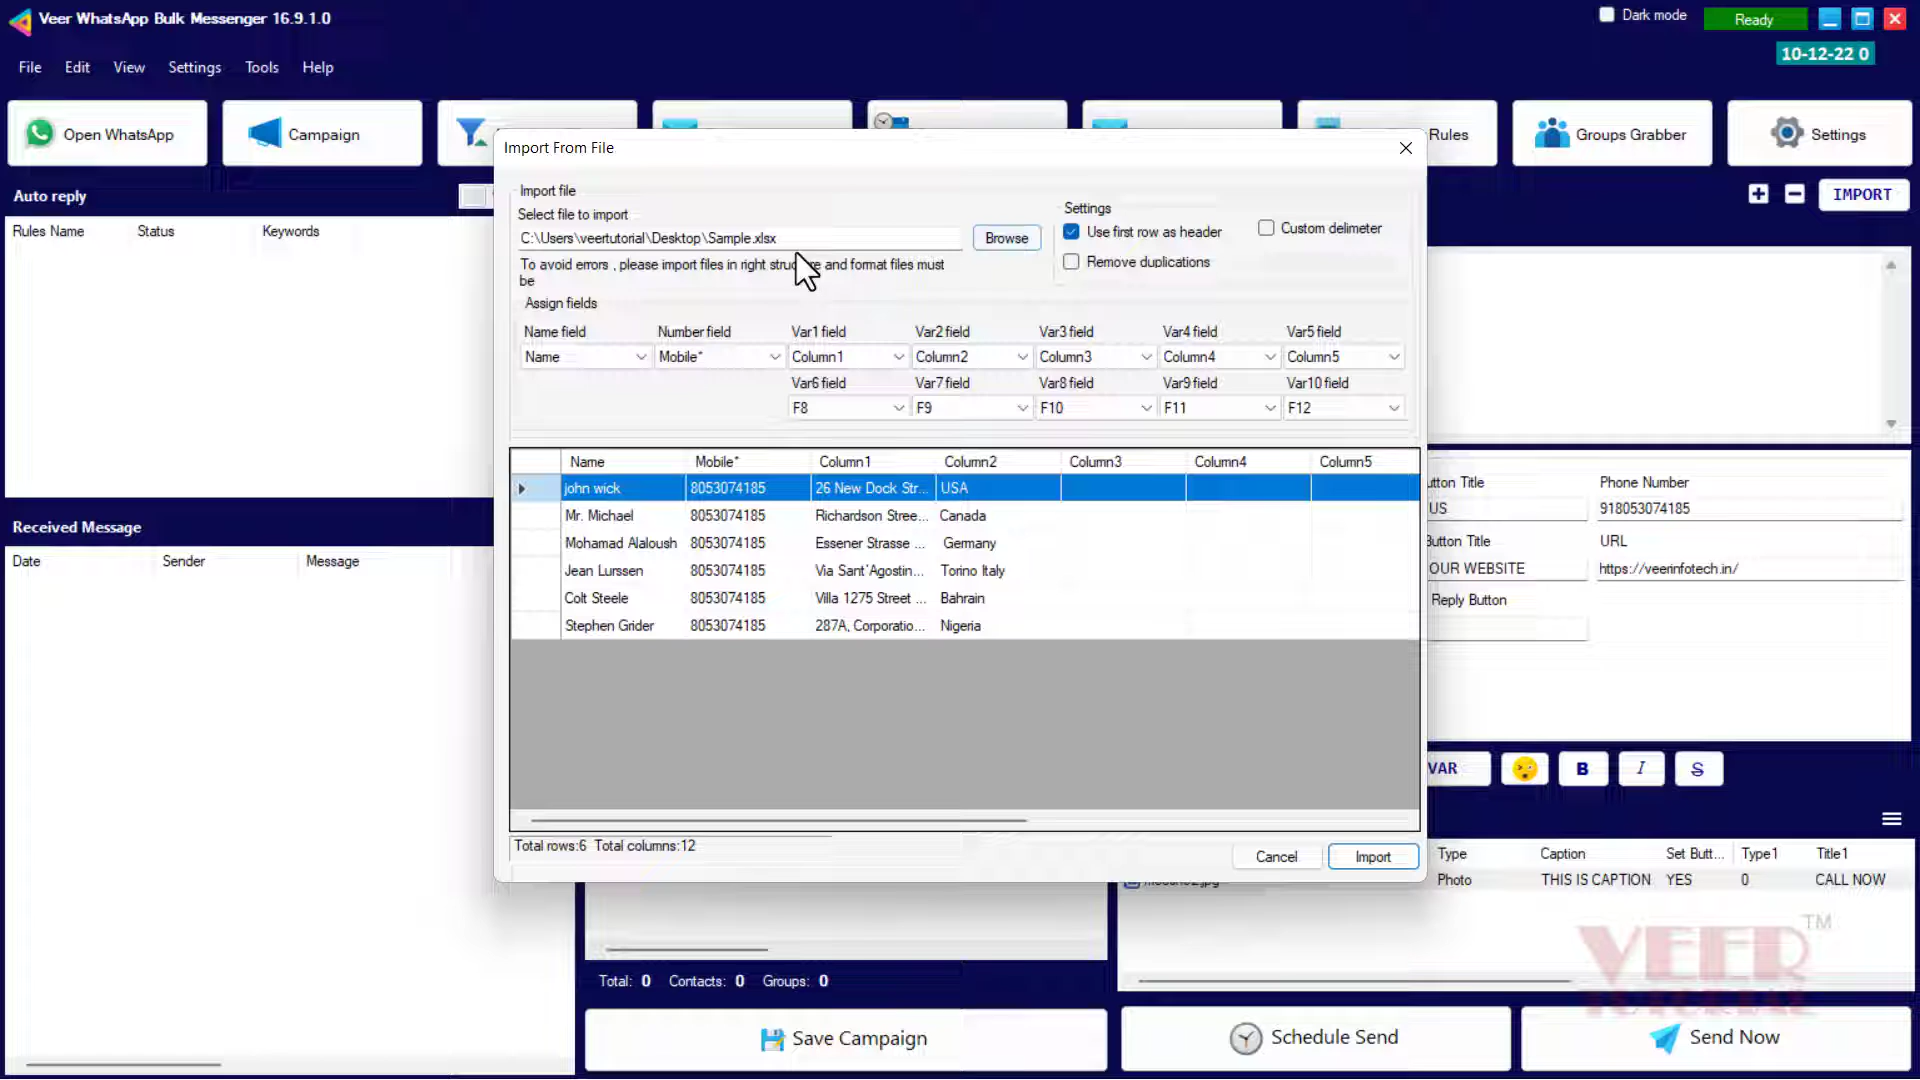 Veer WhatsApp Bulk Messenger 16.9.1.0
Dark mode
Ready
10-12-22 0
File Edit View Settings Tools Help
Open WhatsApp
Campaign
Rules
Groups Grabber
Settings
Auto reply
IMPORT
Rules Name Status Keywords
Received Message
Date Sender Message
Import From File
Import file
Select file to import
C:\Users\veertutorial\Desktop\Sample.xlsx
Browse
To avoid errors , please import files in right structure and format files must
be
Settings
Use first row as header
Custom delimeter
Remove duplications
Assign fields
Name field Number field Var1 field Var2 field Var3 field Var4 field Var5 field
Name Mobile* Column1 Column2 Column3 Column4 Column5
Var6 field Var7 field Var8 field Var9 field Var10 field
F8 F9 F10 F11 F12
Name Mobile* Column1 Column2 Column3 Column4 Column5
john wick 8053074185 26 New Dock Str... USA
Mr. Michael 8053074185 Richardson Stree... Canada
Mohamad Alaloush 8053074185 Essener Strasse ... Germany
Jean Lurssen 8053074185 Via Sant'Agostin... Torino Italy
Colt Steele 8053074185 Villa 1275 Street ... Bahrain
Stephen Grider 8053074185 287A, Corporatio... Nigeria
Total rows:6 Total columns:12
Cancel
Import
Title Phone Number
US 918053074185
Button Title URL
OUR WEBSITE https://veerinfotech.in/
Reply Button
VAR
B
I
S
Type Caption Set Butt... Type1 Title1
Photo THIS IS CAPTION YES 0 CALL NOW
Total: 0 Contacts: 0 Groups: 0
Save Campaign
Schedule Send
Send Now
VEER TM
TUTORIAL